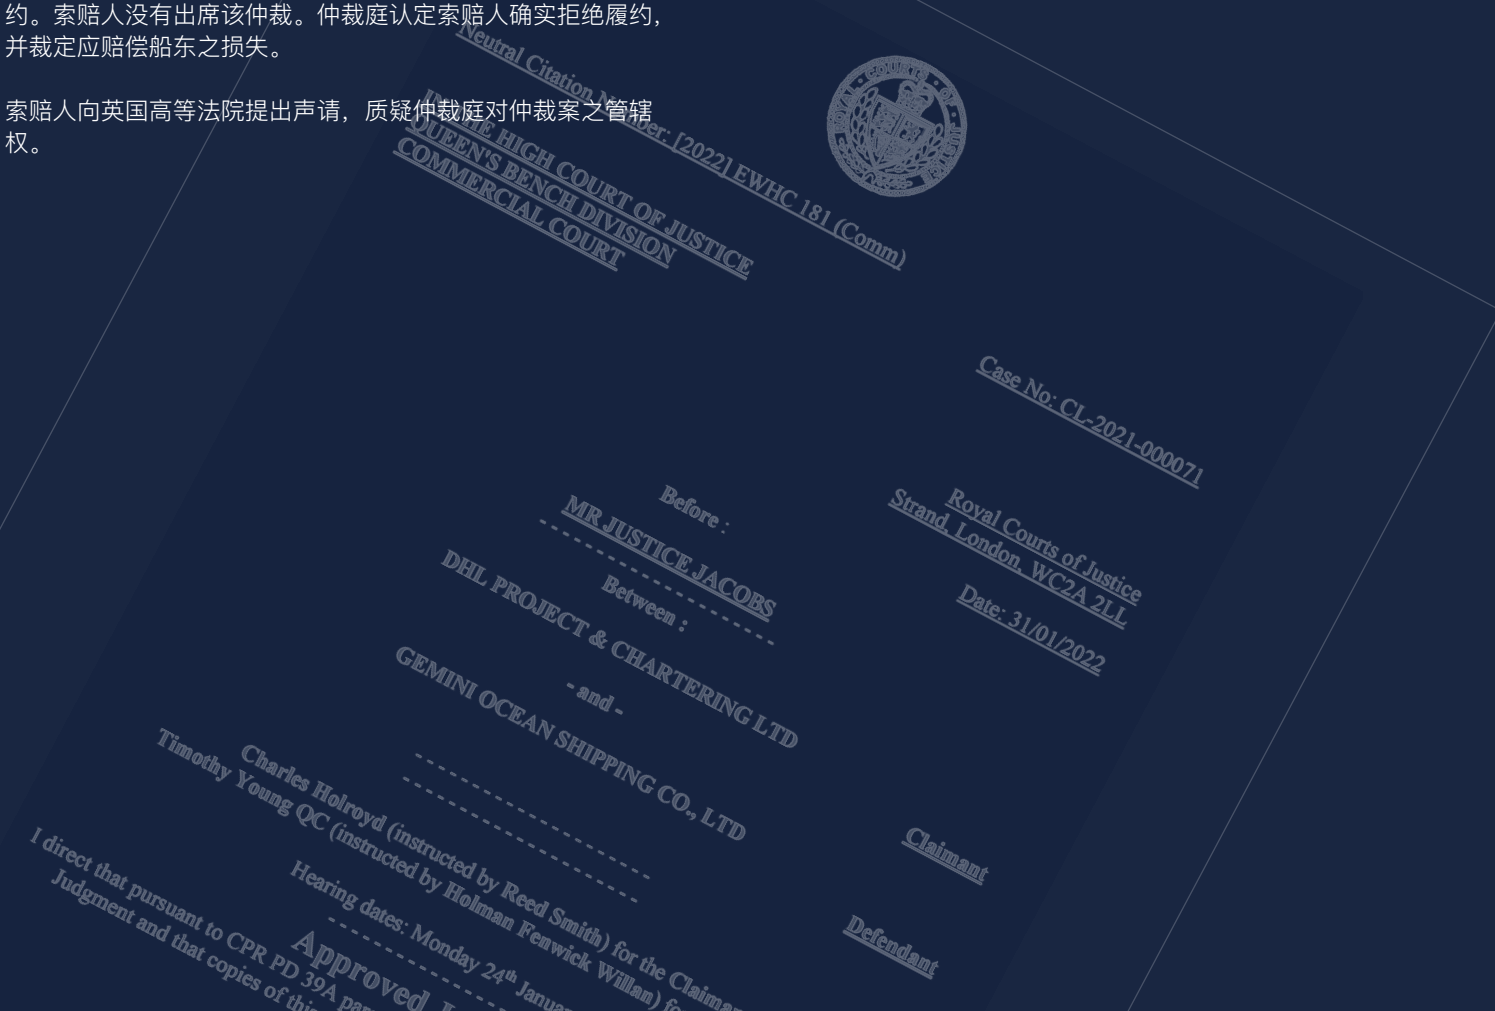 约。索赔人没有出席该仲裁。仲裁庭认定索赔人确实拒绝履约，
并裁定应赔偿船东之损失。
索赔人向英国高等法院提出声请，质疑仲裁庭对仲裁案之管辖
权。
Neutral Citation Number: [2022] EWHC 181 (Comm)
IN THE HIGH COURT OF JUSTICE
QUEEN'S BENCH DIVISION
COMMERCIAL COURT
Case No: CL-2021-000071
Royal Courts of Justice
Strand, London, WC2A 2LL
Date: 31/01/2022
Before :
MR JUSTICE JACOBS
Between :
DHL PROJECT & CHARTERING LTD
- and -
GEMINI OCEAN SHIPPING CO., LTD
Claimant
Defendant
Charles Holroyd (instructed by Reed Smith) for the
Timothy Young QC (instructed by Holman Fenwick Willan)
Hearing dates: Monday 24th
Approved
I direct that pursuant to CPR PD 39A
Judgment and that copies of